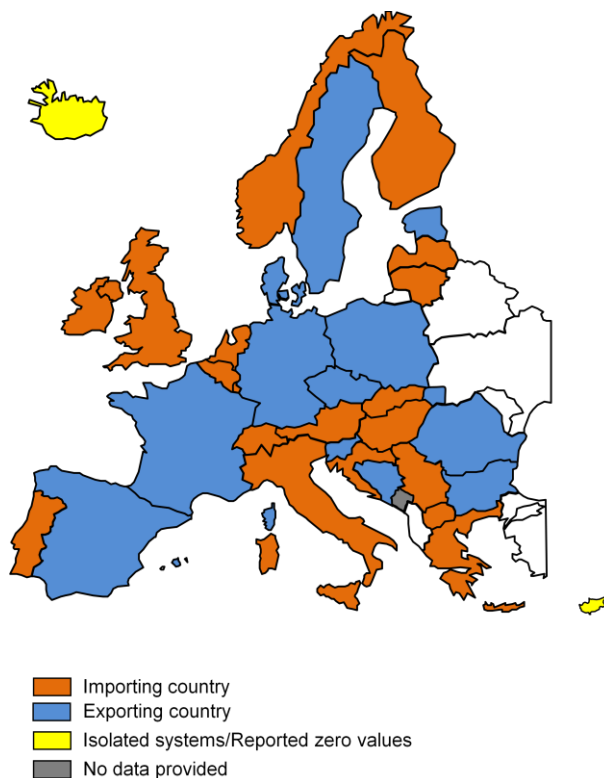 Importing country
Exporting country
Isolated systems/Reported zero values
No data provided